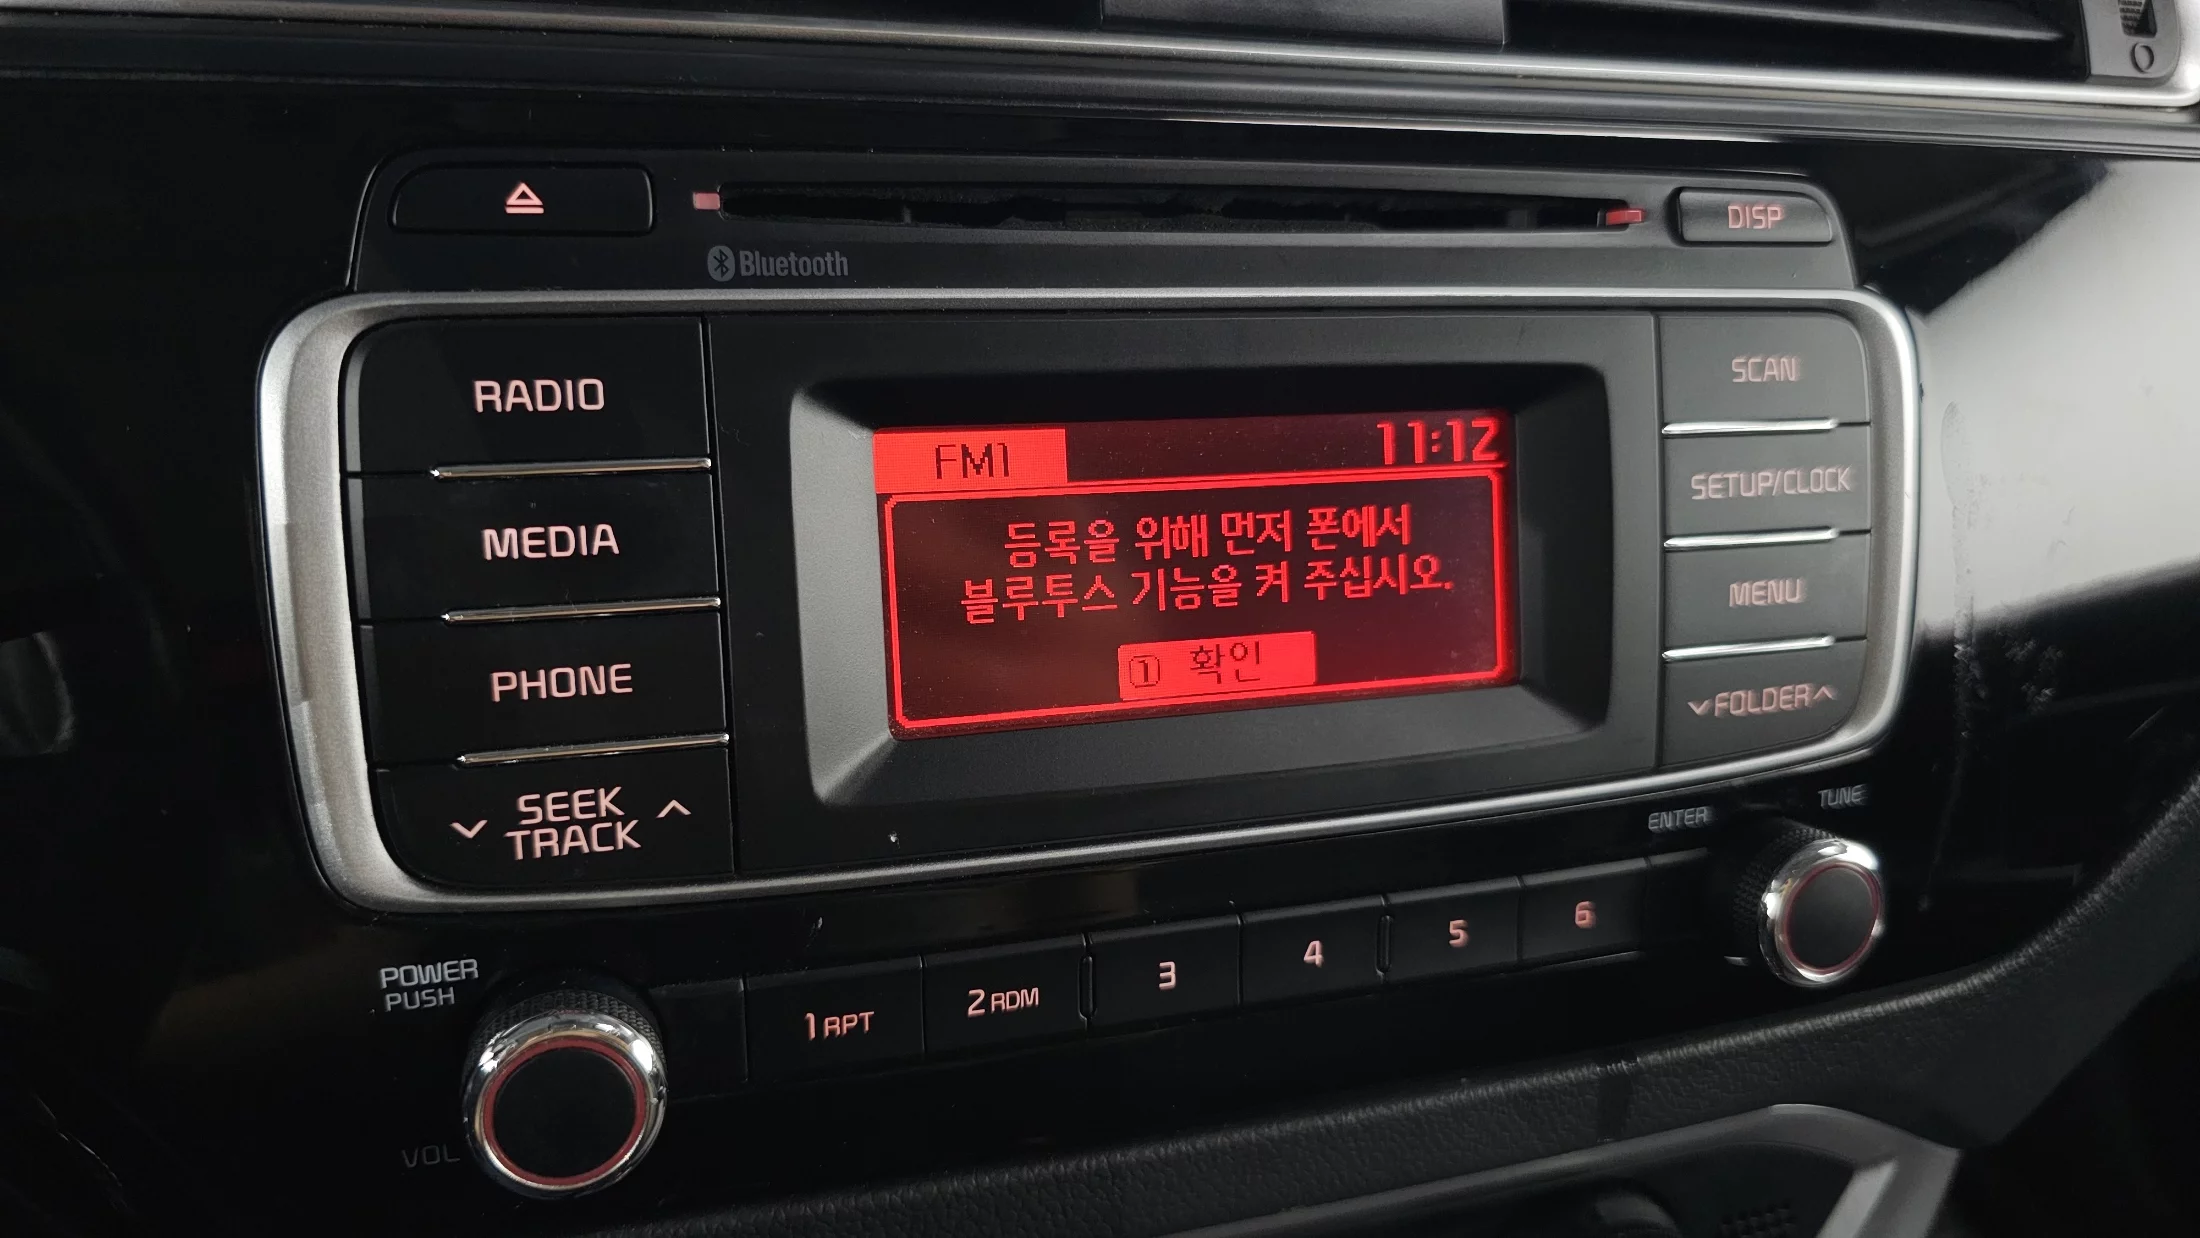 DISP
Bluetooth
RADIO
MEDIA
PHONE
SEEK
TRACK
FM1 11:12
등록을 위해 먼저 폰에서
블루투스 기능을 켜 주십시오.
① 확인
SCAN
SETUP/CLOCK
MENU
FOLDER
POWER
PUSH
VOL
1 RPT
2 RDM
3
4
5
6
ENTER
TUNE